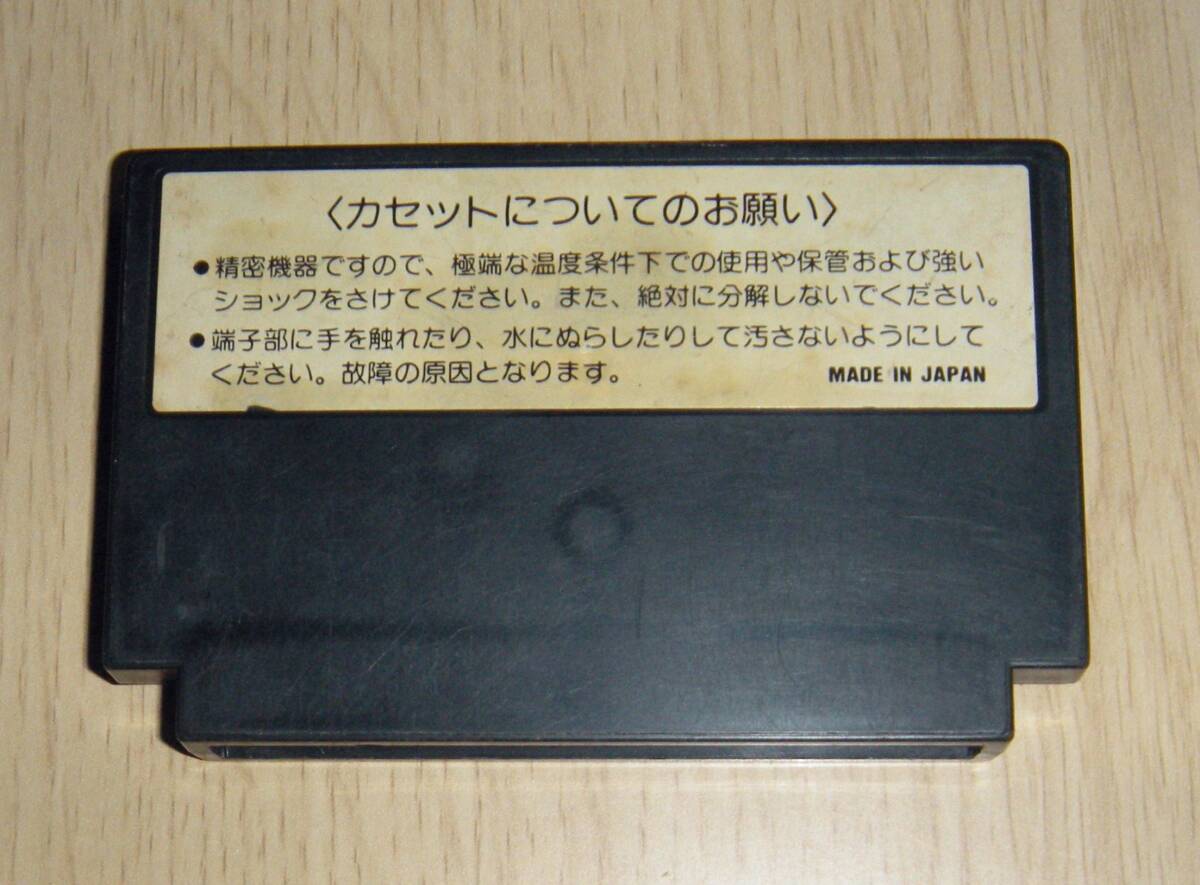 〈カセットについてのお願い〉
●精密機器ですので、極端な温度条件下での使用や保管および強い
ショックをさけてください。また、絶対に分解しないでください。
●端子部に手を触れたり、水にぬらしたりして汚さないようにして
ください。故障の原因となります。
MADE IN JAPAN